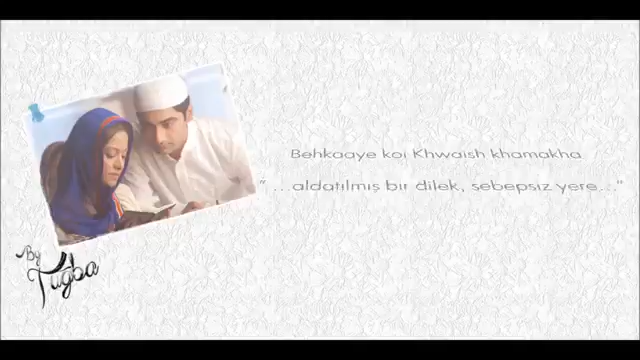 Behkaaye koi Khwaish khamakha
" ... aldatılmış bir dilek, sebepsiz yere..."
By
Tuğba